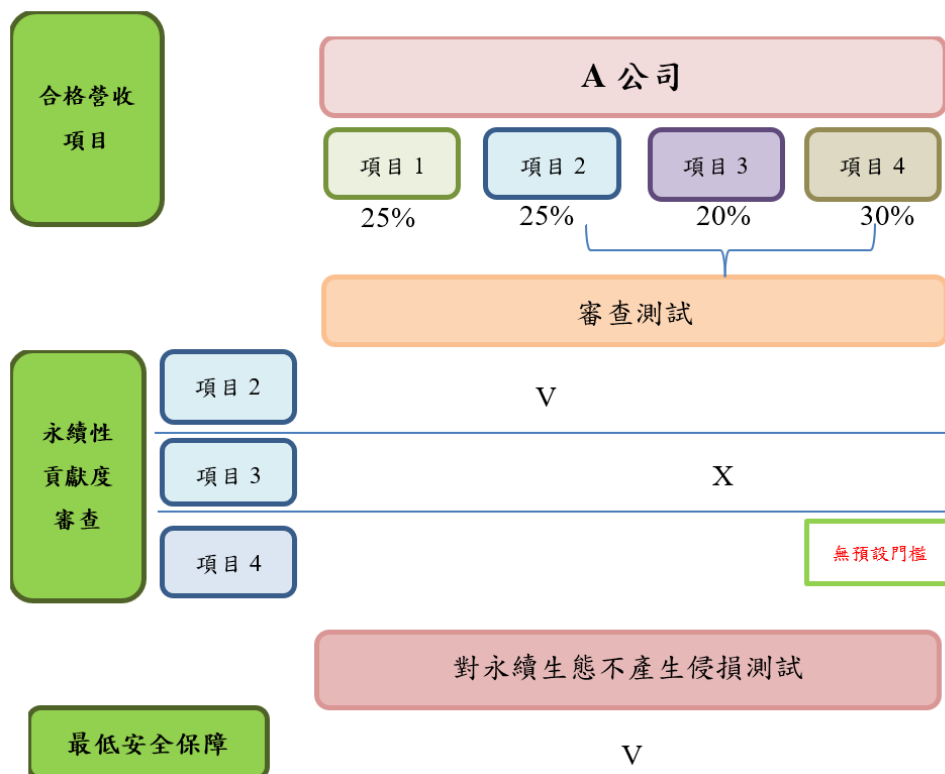 合格營收
項目
A 公司
項目 1
項目 2
項目 3
項目 4
25%
25%
20%
30%
審查測試
永續性
貢獻度
審查
項目 2
V
項目 3
X
項目 4
無預設門檻
對永續生態不產生侵損測試
最低安全保障
V